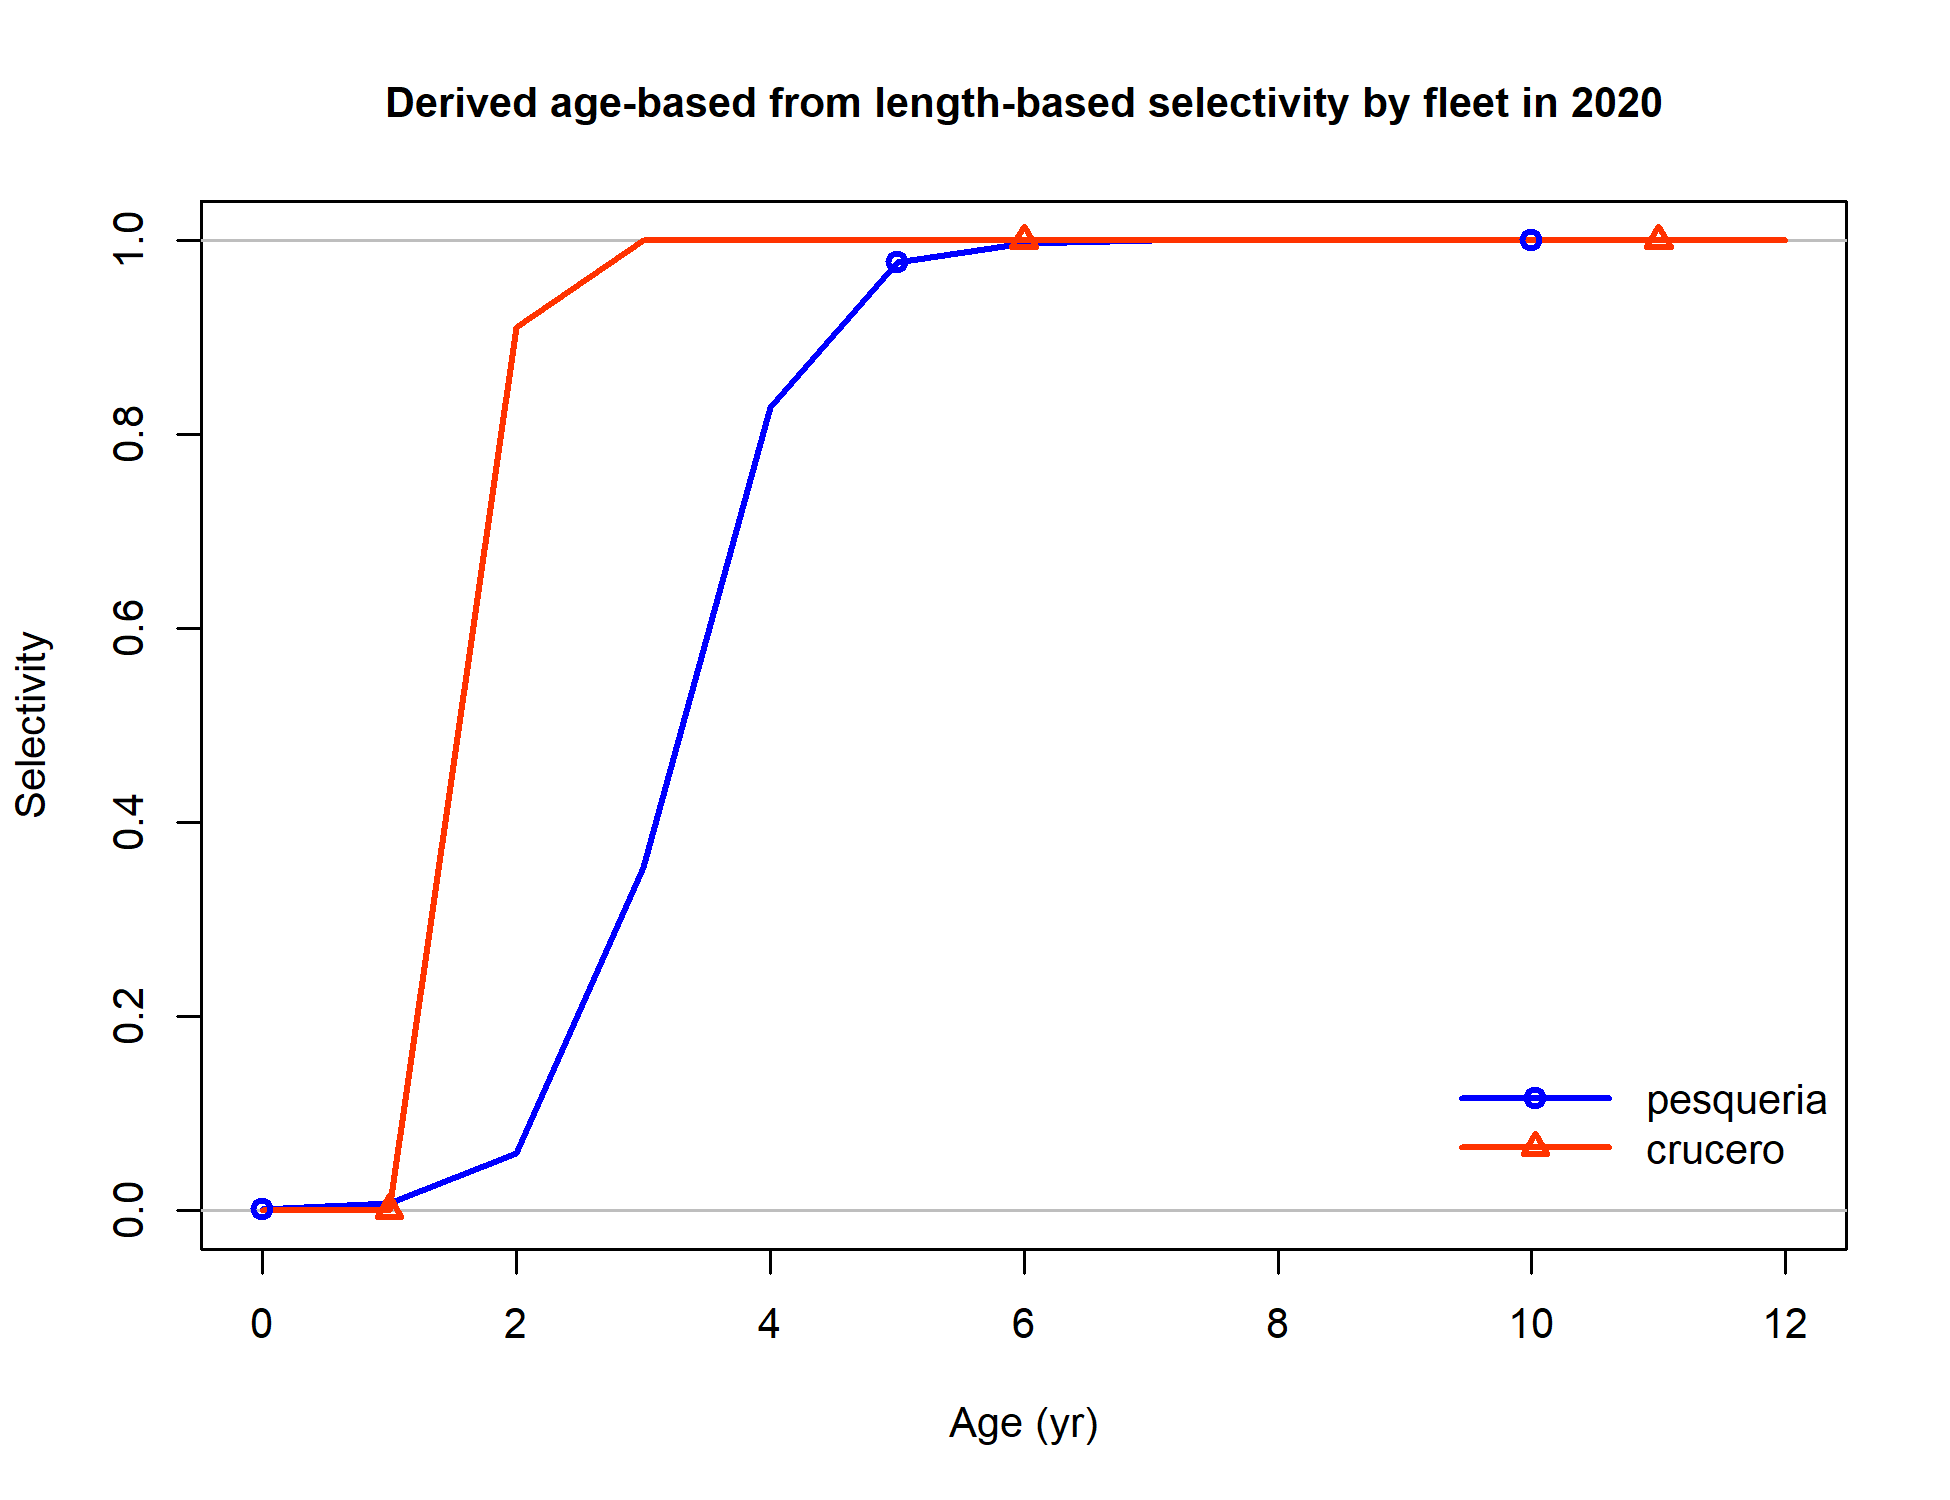 Derived age-based from length-based selectivity by fleet in 2020
Selectivity
1.0
0.8
0.6
0.4
0.2
0.0
pesqueria
crucero
0 2 4 6 8 10 12
Age (yr)